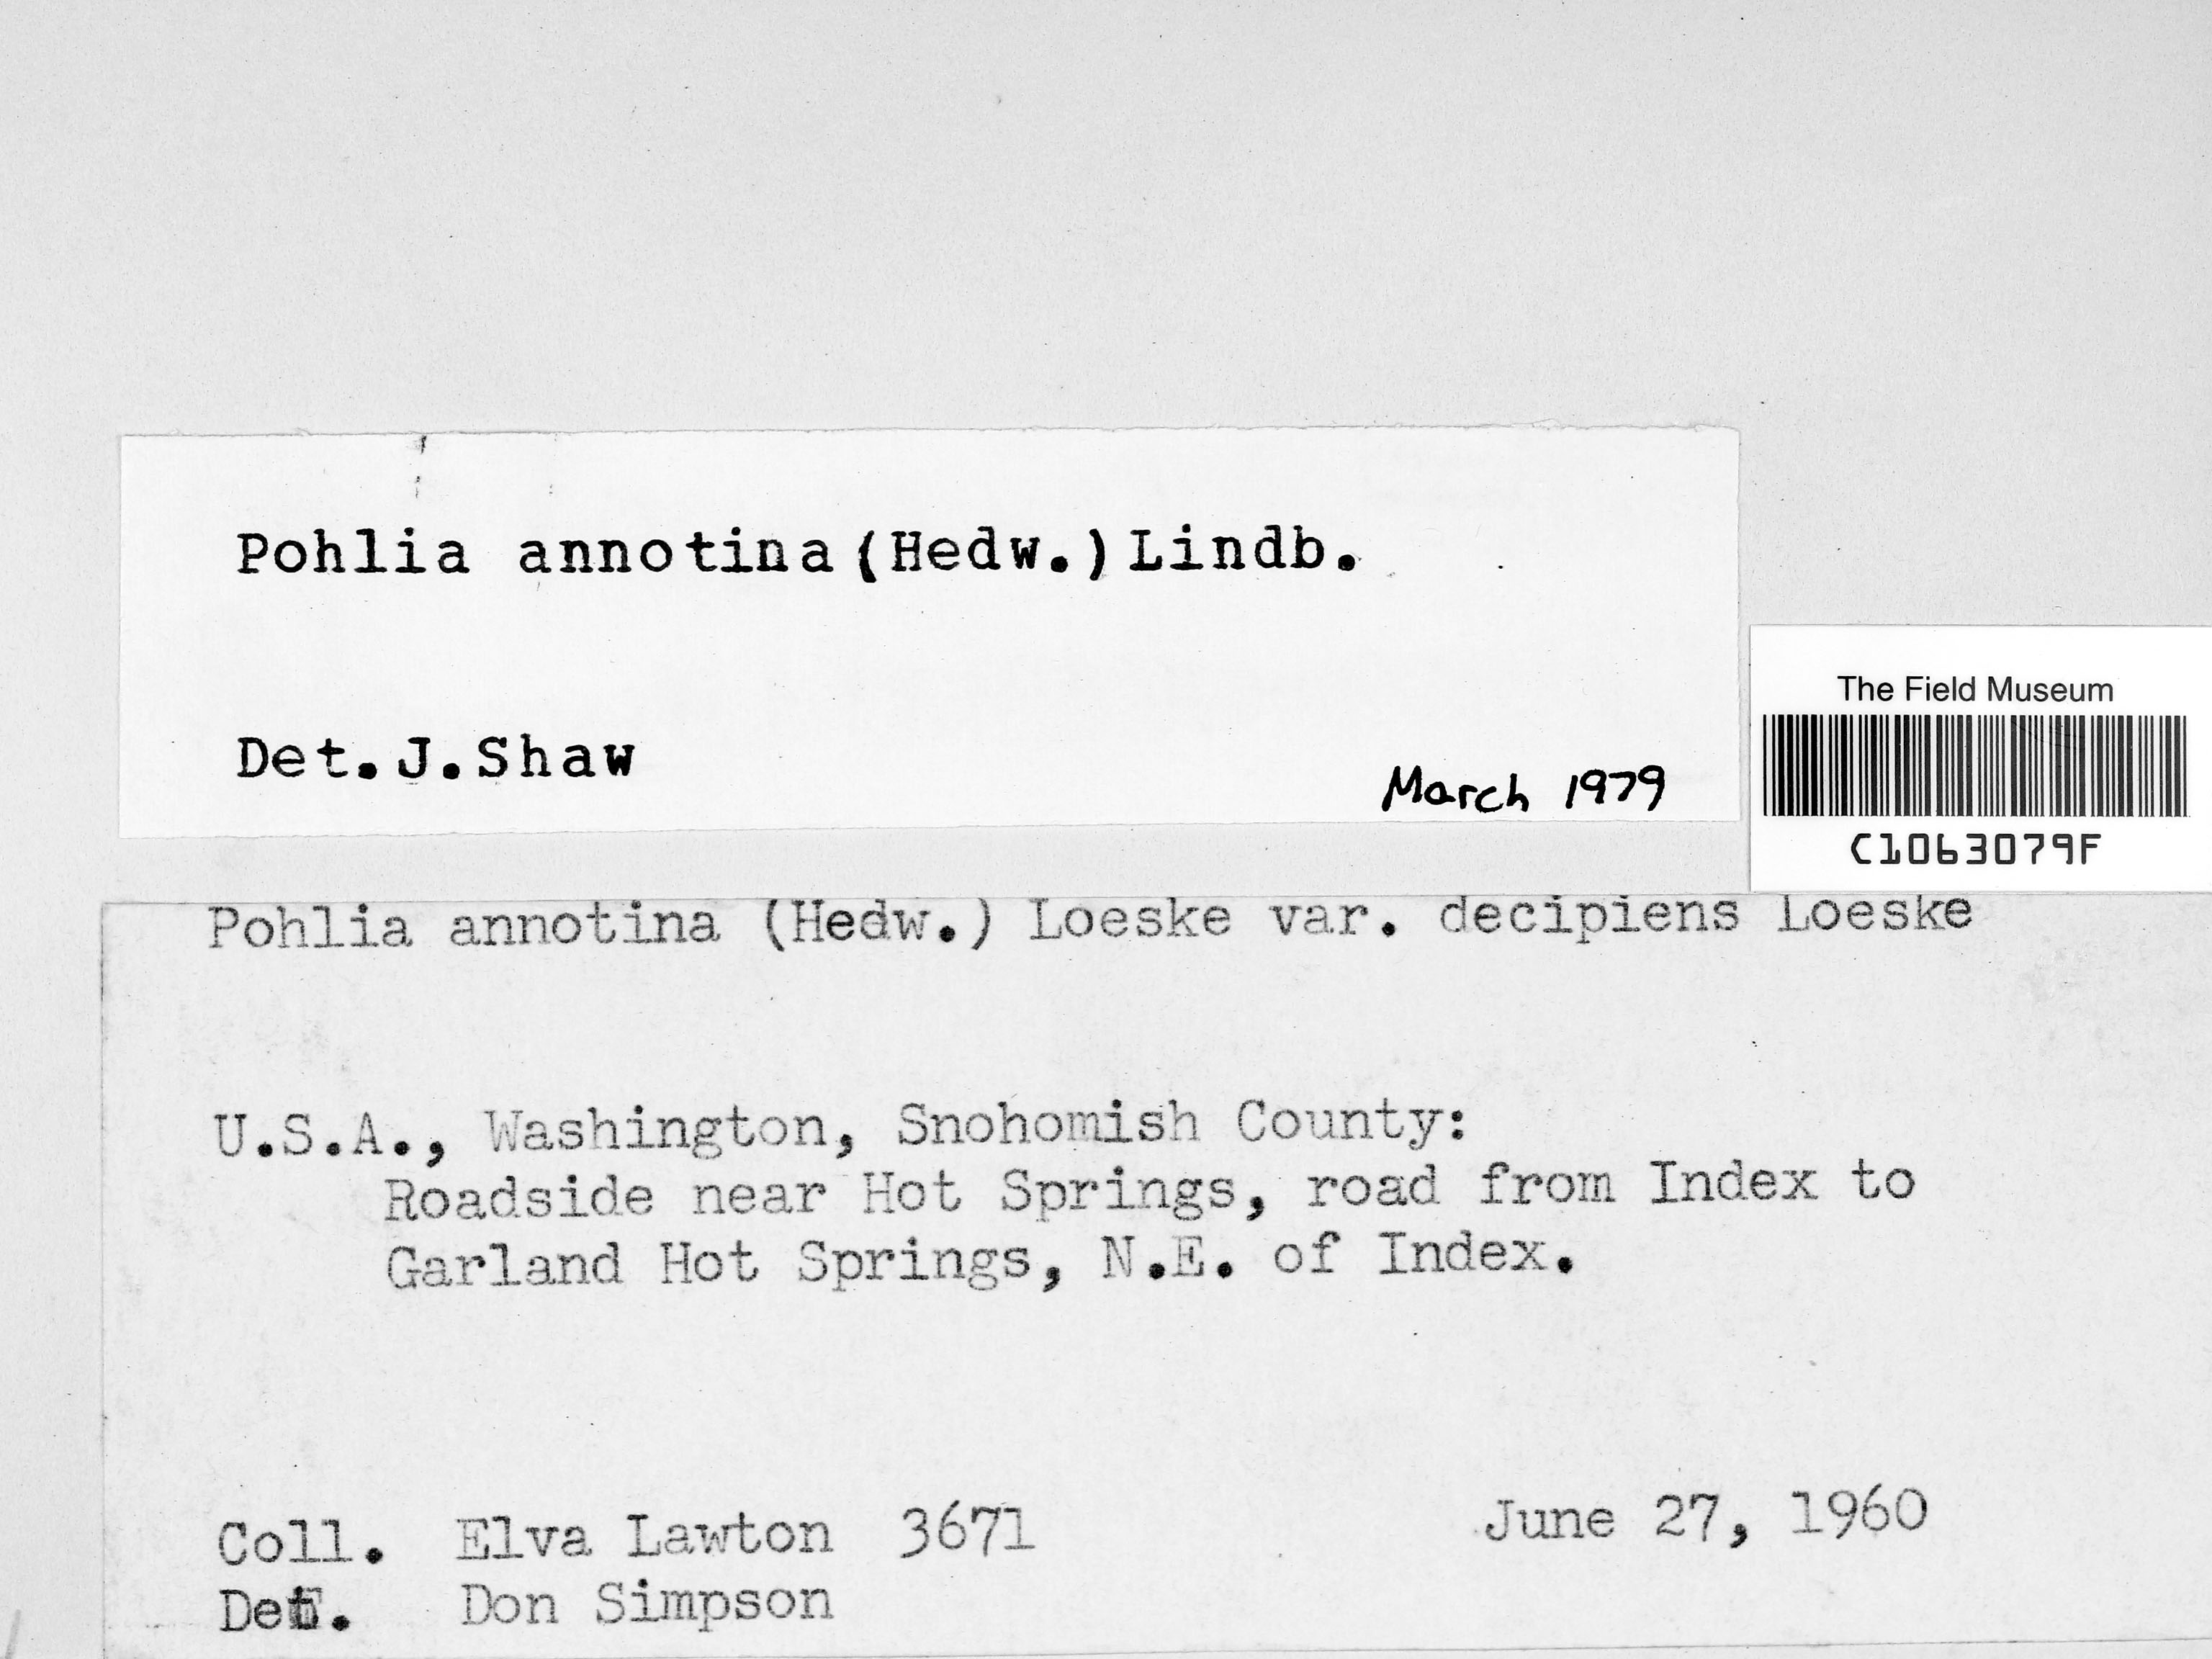 Pohlia annotina (Hedw.) Lindb.
Det. J. Shaw
March 1979
The Field Museum
C1063079F
Pohlia annotina (Hedw.) Loeske var. decipiens Loeske
U.S.A., Washington, Snohomish County:
Roadside near Hot Springs, road from Index to
Garland Hot Springs, N.E. of Index.
Coll. Elva Lawton 3671
June 27, 1960
Det. Don Simpson